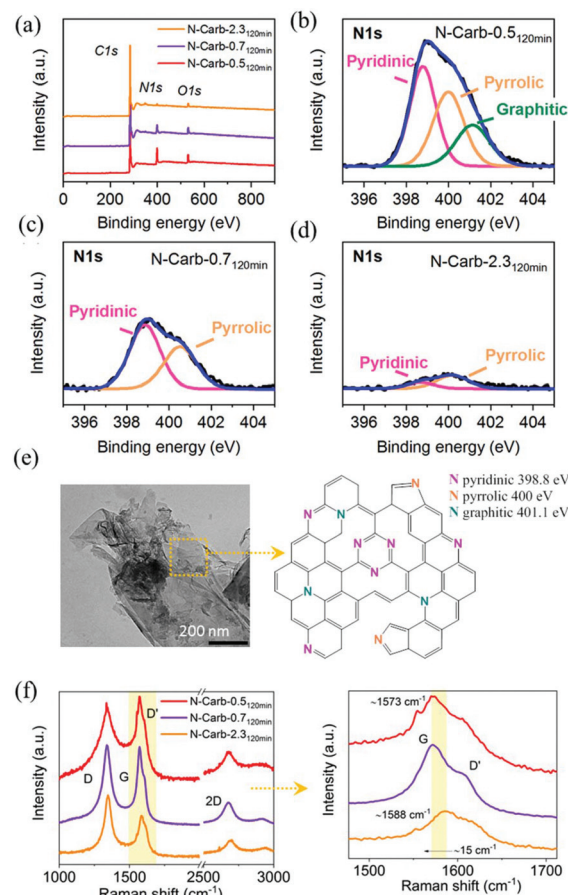 (a)
N-Carb-2.3120min
N-Carb-0.7120min
N-Carb-0.5120min
C1s
N1s
O1s
Intensity (a.u.)
0 200 400 600 800
Binding energy (eV)
(b)
N1s
N-Carb-0.5120min
Pyridinic
Pyrrolic
Graphitic
Intensity (a.u.)
396 398 400 402 404
Binding energy (eV)
(c)
N1s
N-Carb-0.7120min
Pyridinic
Pyrrolic
Intensity (a.u.)
396 398 400 402 404
Binding energy (eV)
(d)
N1s
N-Carb-2.3120min
Pyridinic
Pyrrolic
Intensity (a.u.)
396 398 400 402 404
Binding energy (eV)
(e)
200 nm
N pyridinic 398.8 eV
N pyrrolic 400 eV
N graphitic 401.1 eV
N
N
N
N
N N
N
N
N
N
N
N
(f)
N-Carb-0.5120min
N-Carb-0.7120min
N-Carb-2.3120min
D
G
D'
2D
Intensity (a.u.)
1000 1500 2500 3000
Raman shift (cm-1)
~1573 cm-1
G
D'
~1588 cm-1
~15 cm-1
Intensity (a.u.)
1500 1600 1700
Raman shift (cm-1)